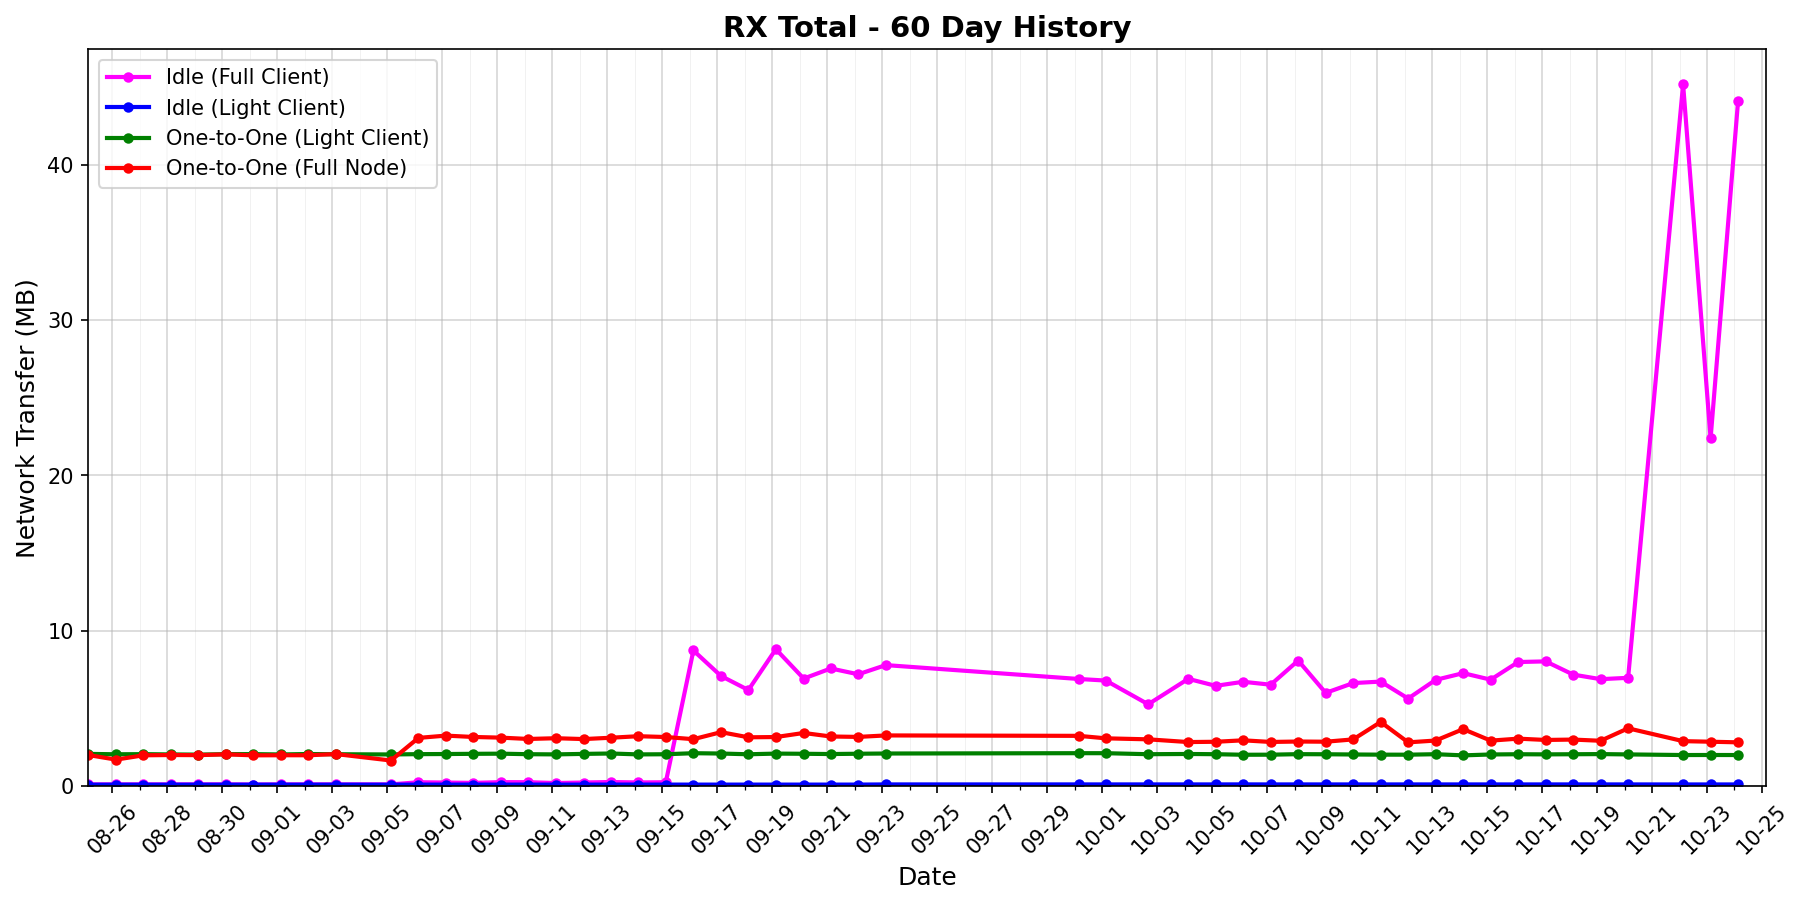 RX Total - 60 Day History
Idle (Full Client)
Idle (Light Client)
One-to-One (Light Client)
One-to-One (Full Node)
Network Transfer (MB)
40
30
20
10
0
08-26 08-28 08-30 09-01 09-03 09-05 09-07 09-09 09-11 09-13 09-15 09-17 09-19 09-21 09-23 09-25 09-27 09-29 10-01 10-03 10-05 10-07 10-09 10-11 10-13 10-15 10-17 10-19 10-21 10-23 10-25
Date